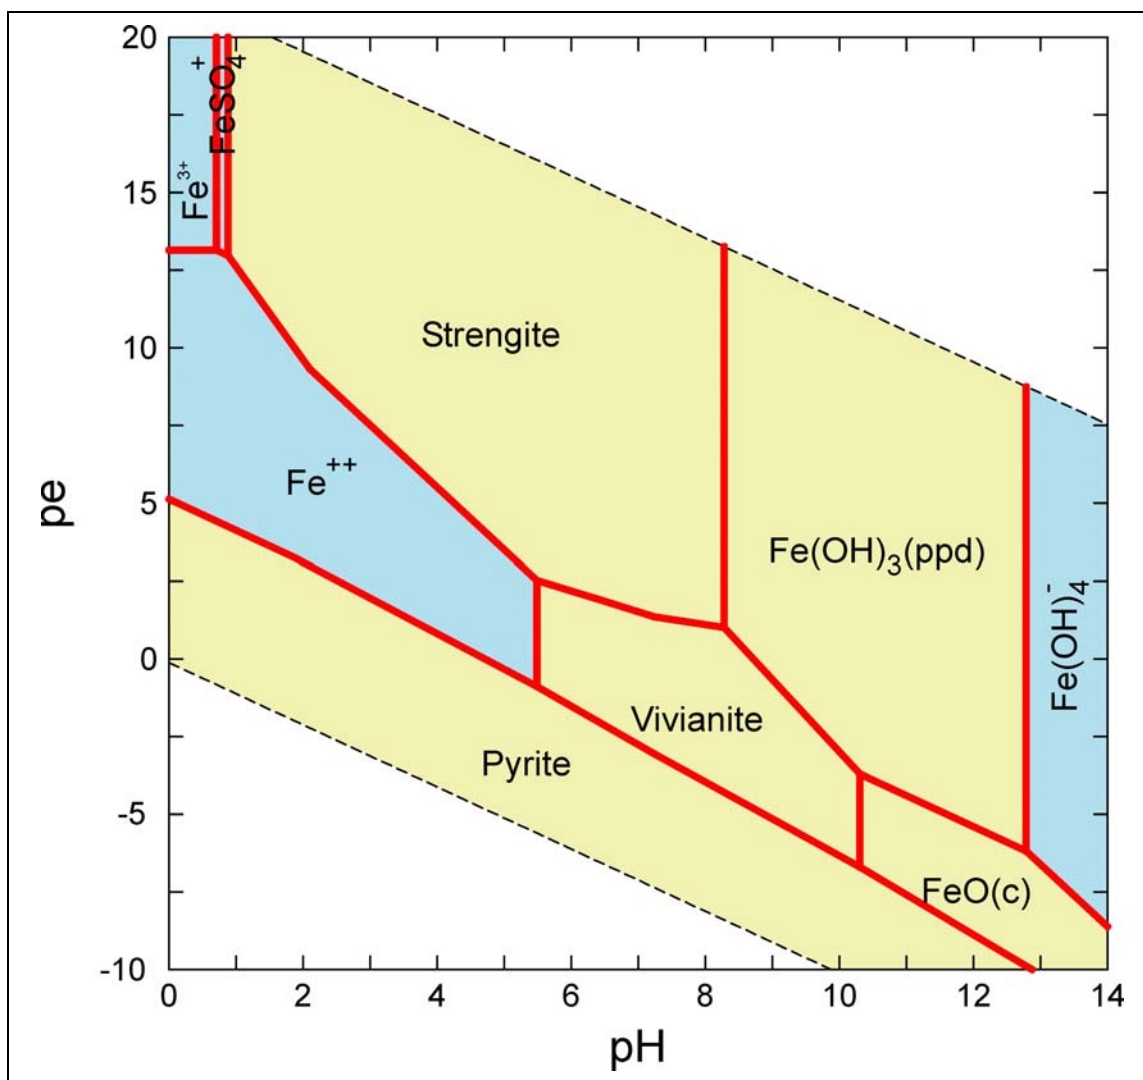 20
15
10
5
0
-5
-10
pe
0
2
4
6
8
10
12
14
pH
Fe³⁺
FeSO₄⁺
Strengite
Fe⁺⁺
Fe(OH)₃(ppd)
Fe(OH)₄⁻
Vivianite
Pyrite
FeO(c)